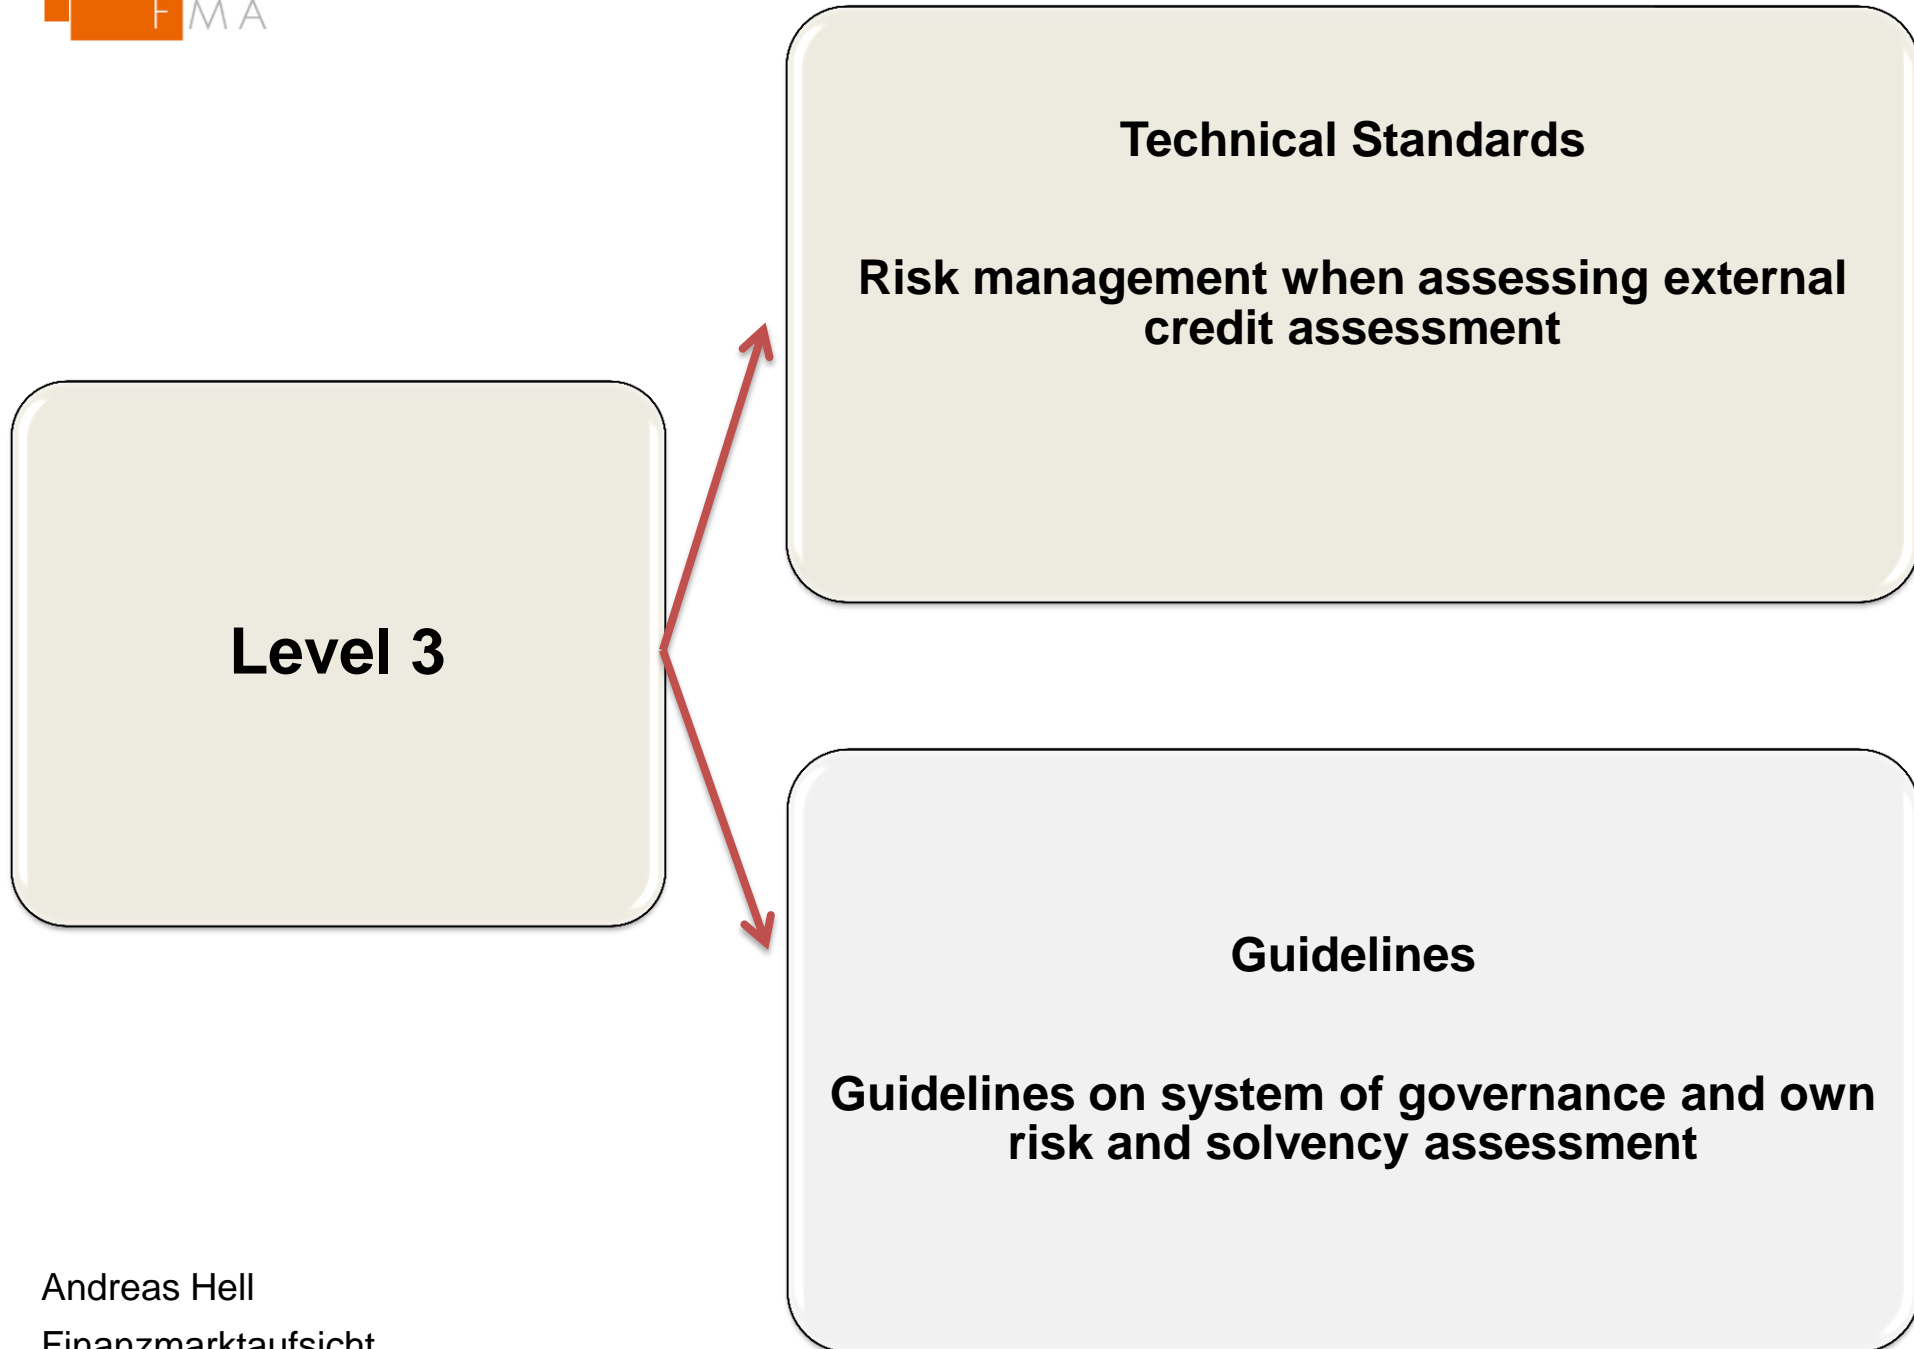 FMA
Technical Standards
Risk management when assessing external
credit assessment
Level 3
Guidelines
Guidelines on system of governance and own
risk and solvency assessment
Andreas Hell
Finanzmarktaufsicht